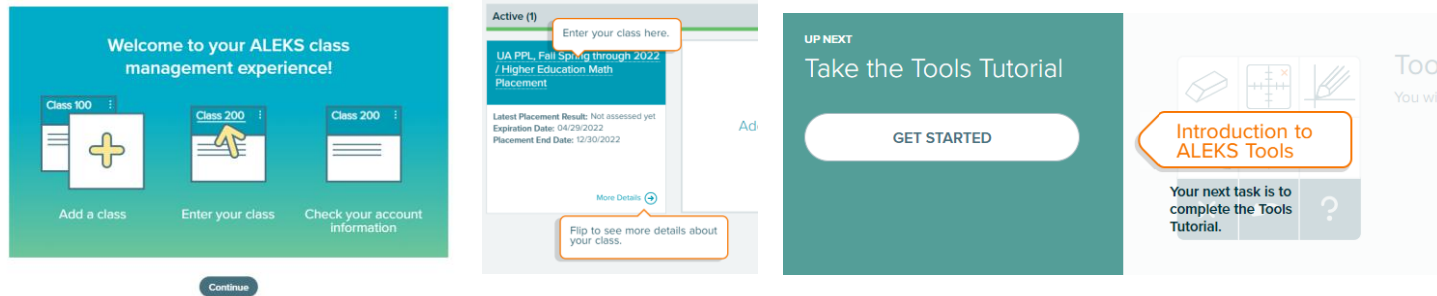 Welcome to your ALEKS class
management experience!
Class 100
Class 200
Class 200
Add a class
Enter your class
Check your account
information
Continue
Active (1)
Enter your class here.
UA PPL, Fall Spring through 2022
/ Higher Education Math
Placement
Latest Placement Result: Not assessed yet
Expiration Date: 04/29/2022
Placement End Date: 12/30/2022
More Details
Flip to see more details about
your class.
UP NEXT
Take the Tools Tutorial
GET STARTED
Introduction to
ALEKS Tools
Your next task is to
complete the Tools
Tutorial.
?
You